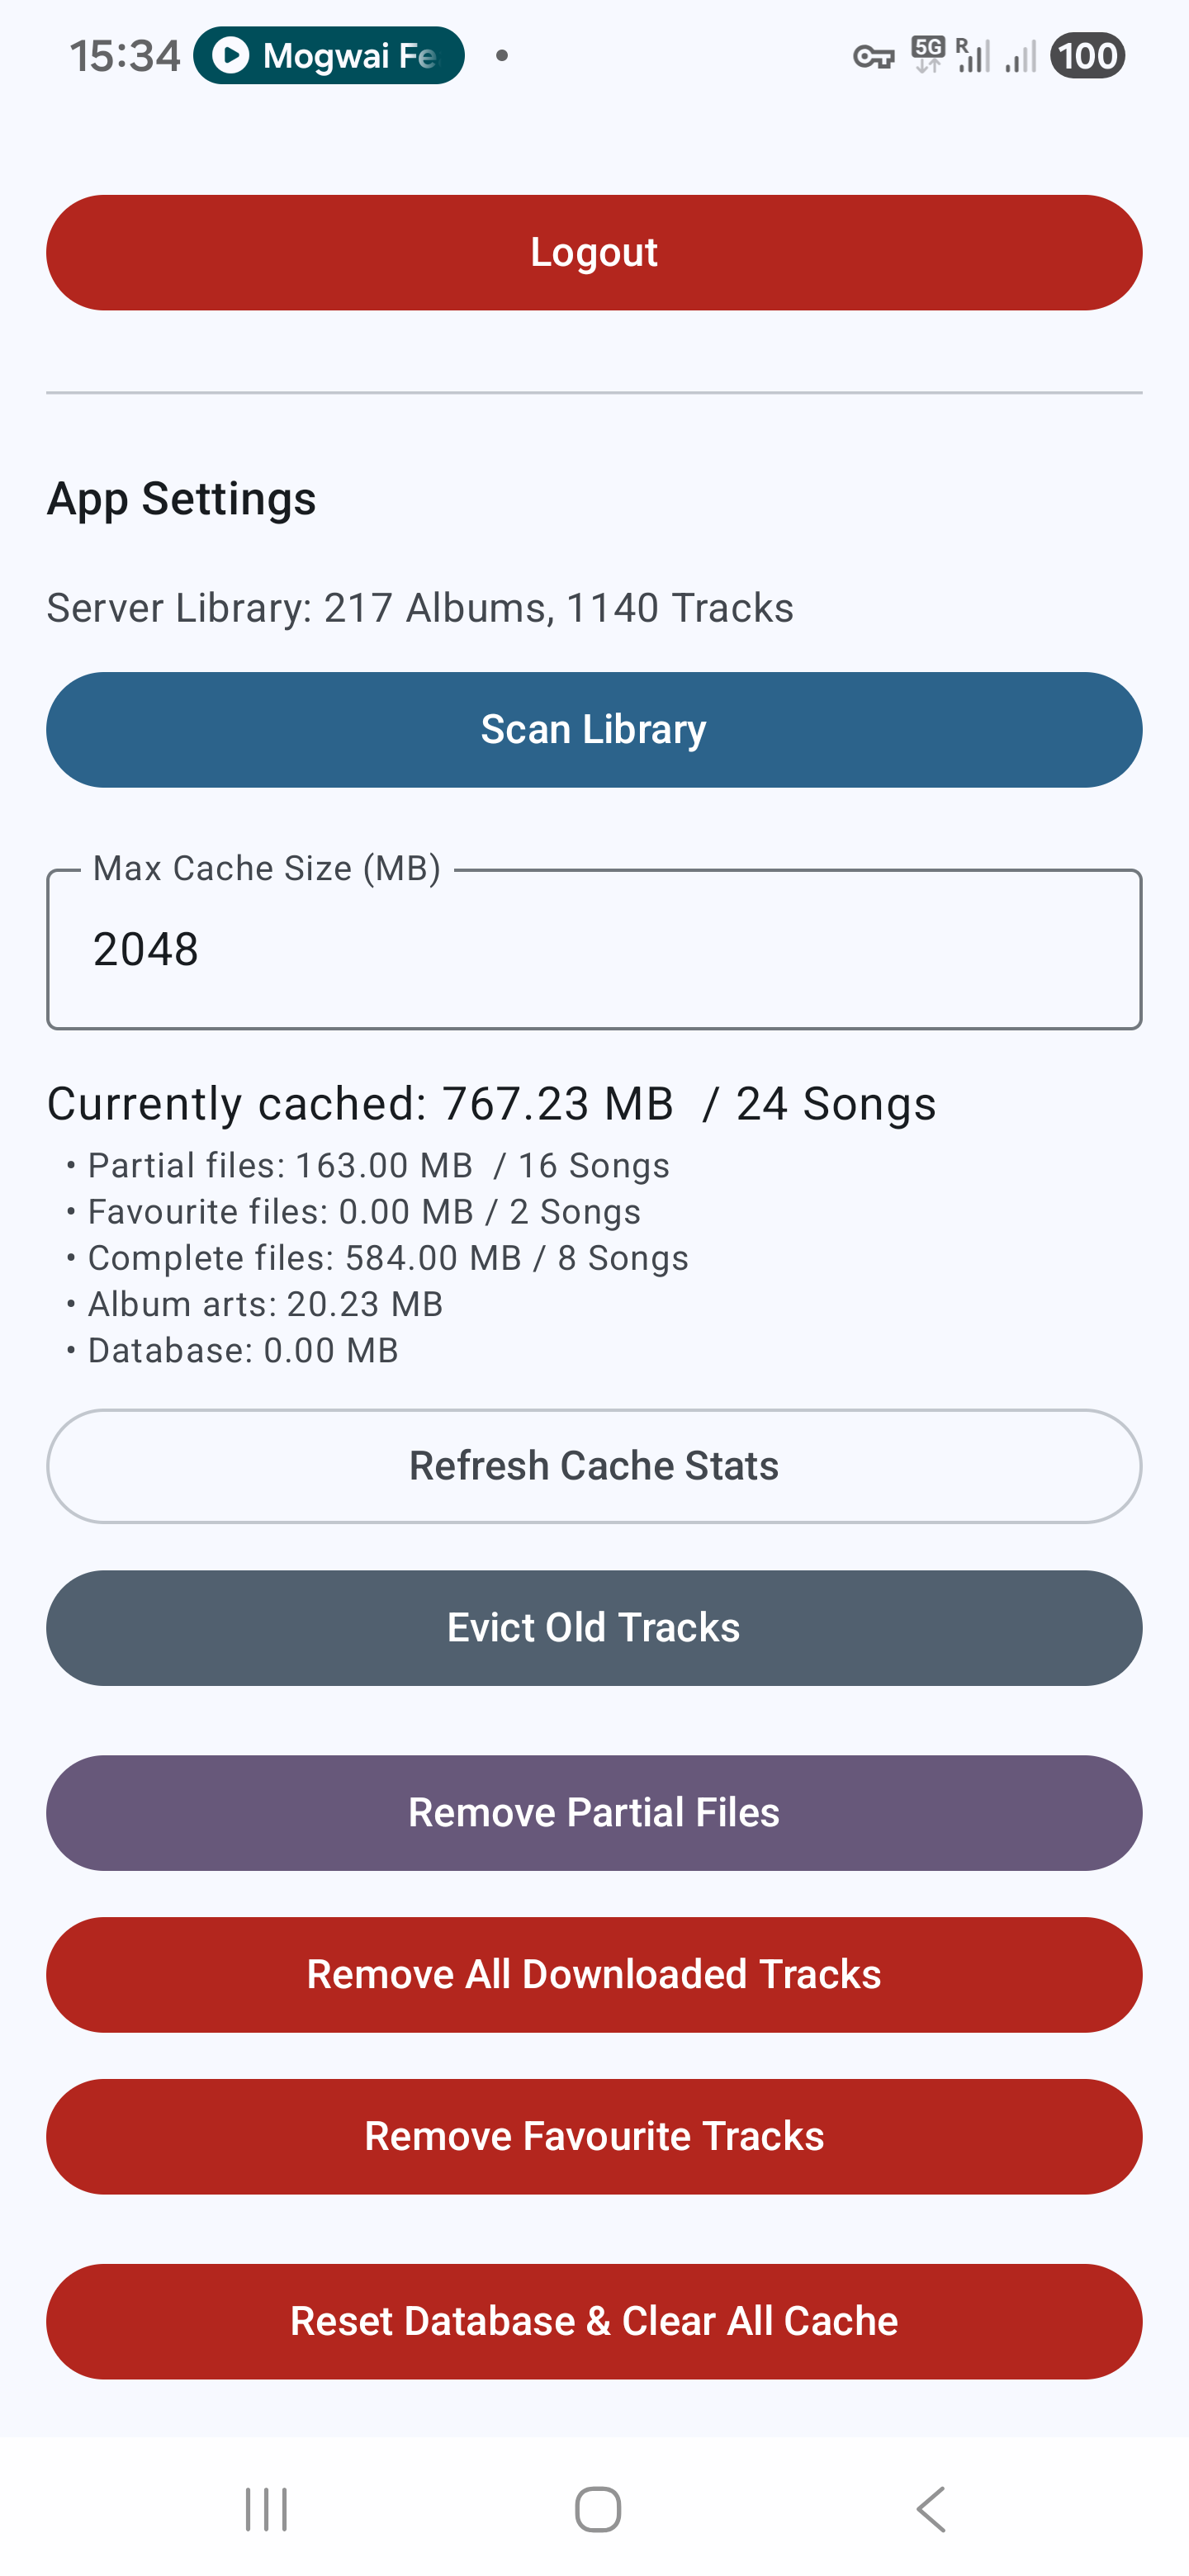 15:34 Mogwai Fe 5G R 100
Logout
App Settings
Server Library: 217 Albums, 1140 Tracks
Scan Library
Max Cache Size (MB)
2048
Currently cached: 767.23 MB / 24 Songs
• Partial files: 163.00 MB / 16 Songs
• Favourite files: 0.00 MB / 2 Songs
• Complete files: 584.00 MB / 8 Songs
• Album arts: 20.23 MB
• Database: 0.00 MB
Refresh Cache Stats
Evict Old Tracks
Remove Partial Files
Remove All Downloaded Tracks
Remove Favourite Tracks
Reset Database & Clear All Cache